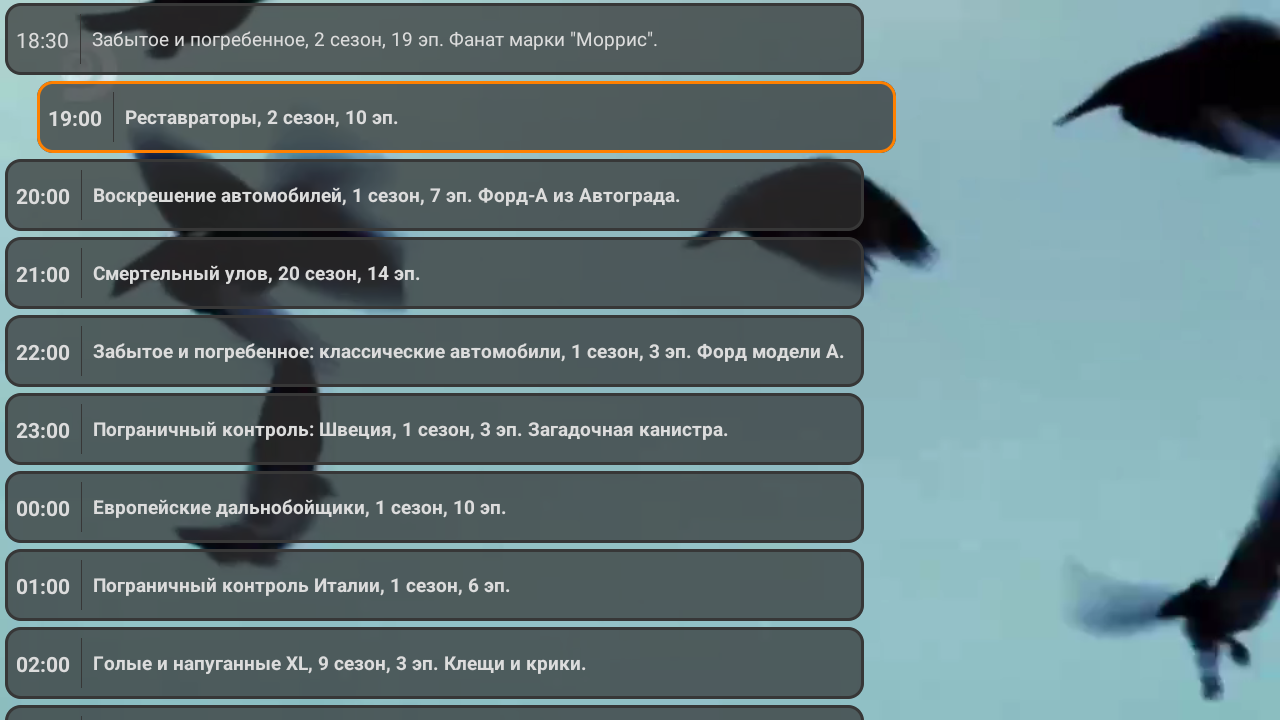 18:30 Забытое и погребенное, 2 сезон, 19 эп. Фанат марки "Моррис".
19:00 Реставраторы, 2 сезон, 10 эп.
20:00 Воскрешение автомобилей, 1 сезон, 7 эп. Форд-А из Автограда.
21:00 Смертельный улов, 20 сезон, 14 эп.
22:00 Забытое и погребенное: классические автомобили, 1 сезон, 3 эп. Форд модели А.
23:00 Пограничный контроль: Швеция, 1 сезон, 3 эп. Загадочная канистра.
00:00 Европейские дальнобойщики, 1 сезон, 10 эп.
01:00 Пограничный контроль Италии, 1 сезон, 6 эп.
02:00 Голые и напуганные XL, 9 сезон, 3 эп. Клещи и крики.